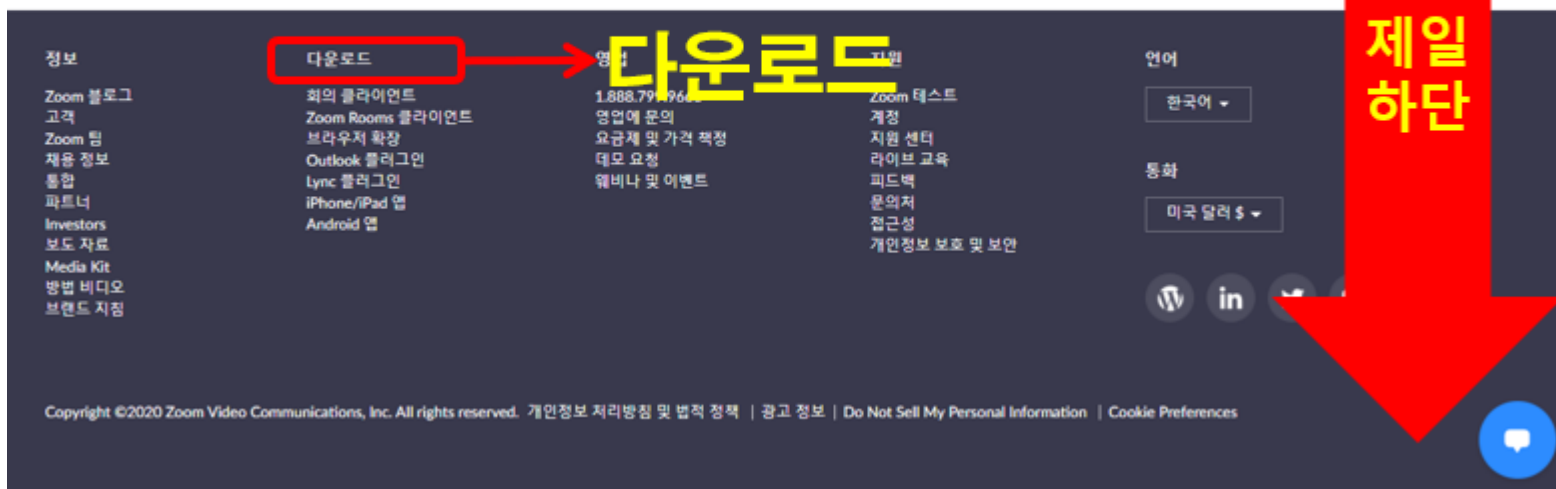 제일
하단
다운로드
정보
Zoom 블로그
고객
Zoom 팀
채용 정보
통합
파트너
Investors
보도 자료
Media Kit
방법 비디오
브랜드 지침
다운로드
회의 클라이언트
Zoom Rooms 클라이언트
브라우저 확장
Outlook 플러그인
Lync 플러그인
iPhone/iPad 앱
Android 앱
영업에 문의
요금제 및 가격 책정
데모 요청
웨비나 및 이벤트
Zoom 테스트
계정
지원 센터
라이브 교육
피드백
문의처
접근성
개인정보 보호 및 보안
언어
한국어
통화
미국 달러 $
in
Copyright ©2020 Zoom Video Communications, Inc. All rights reserved. 개인정보 처리방침 및 법적 정책 | 광고 정보 | Do Not Sell My Personal Information | Cookie Preferences